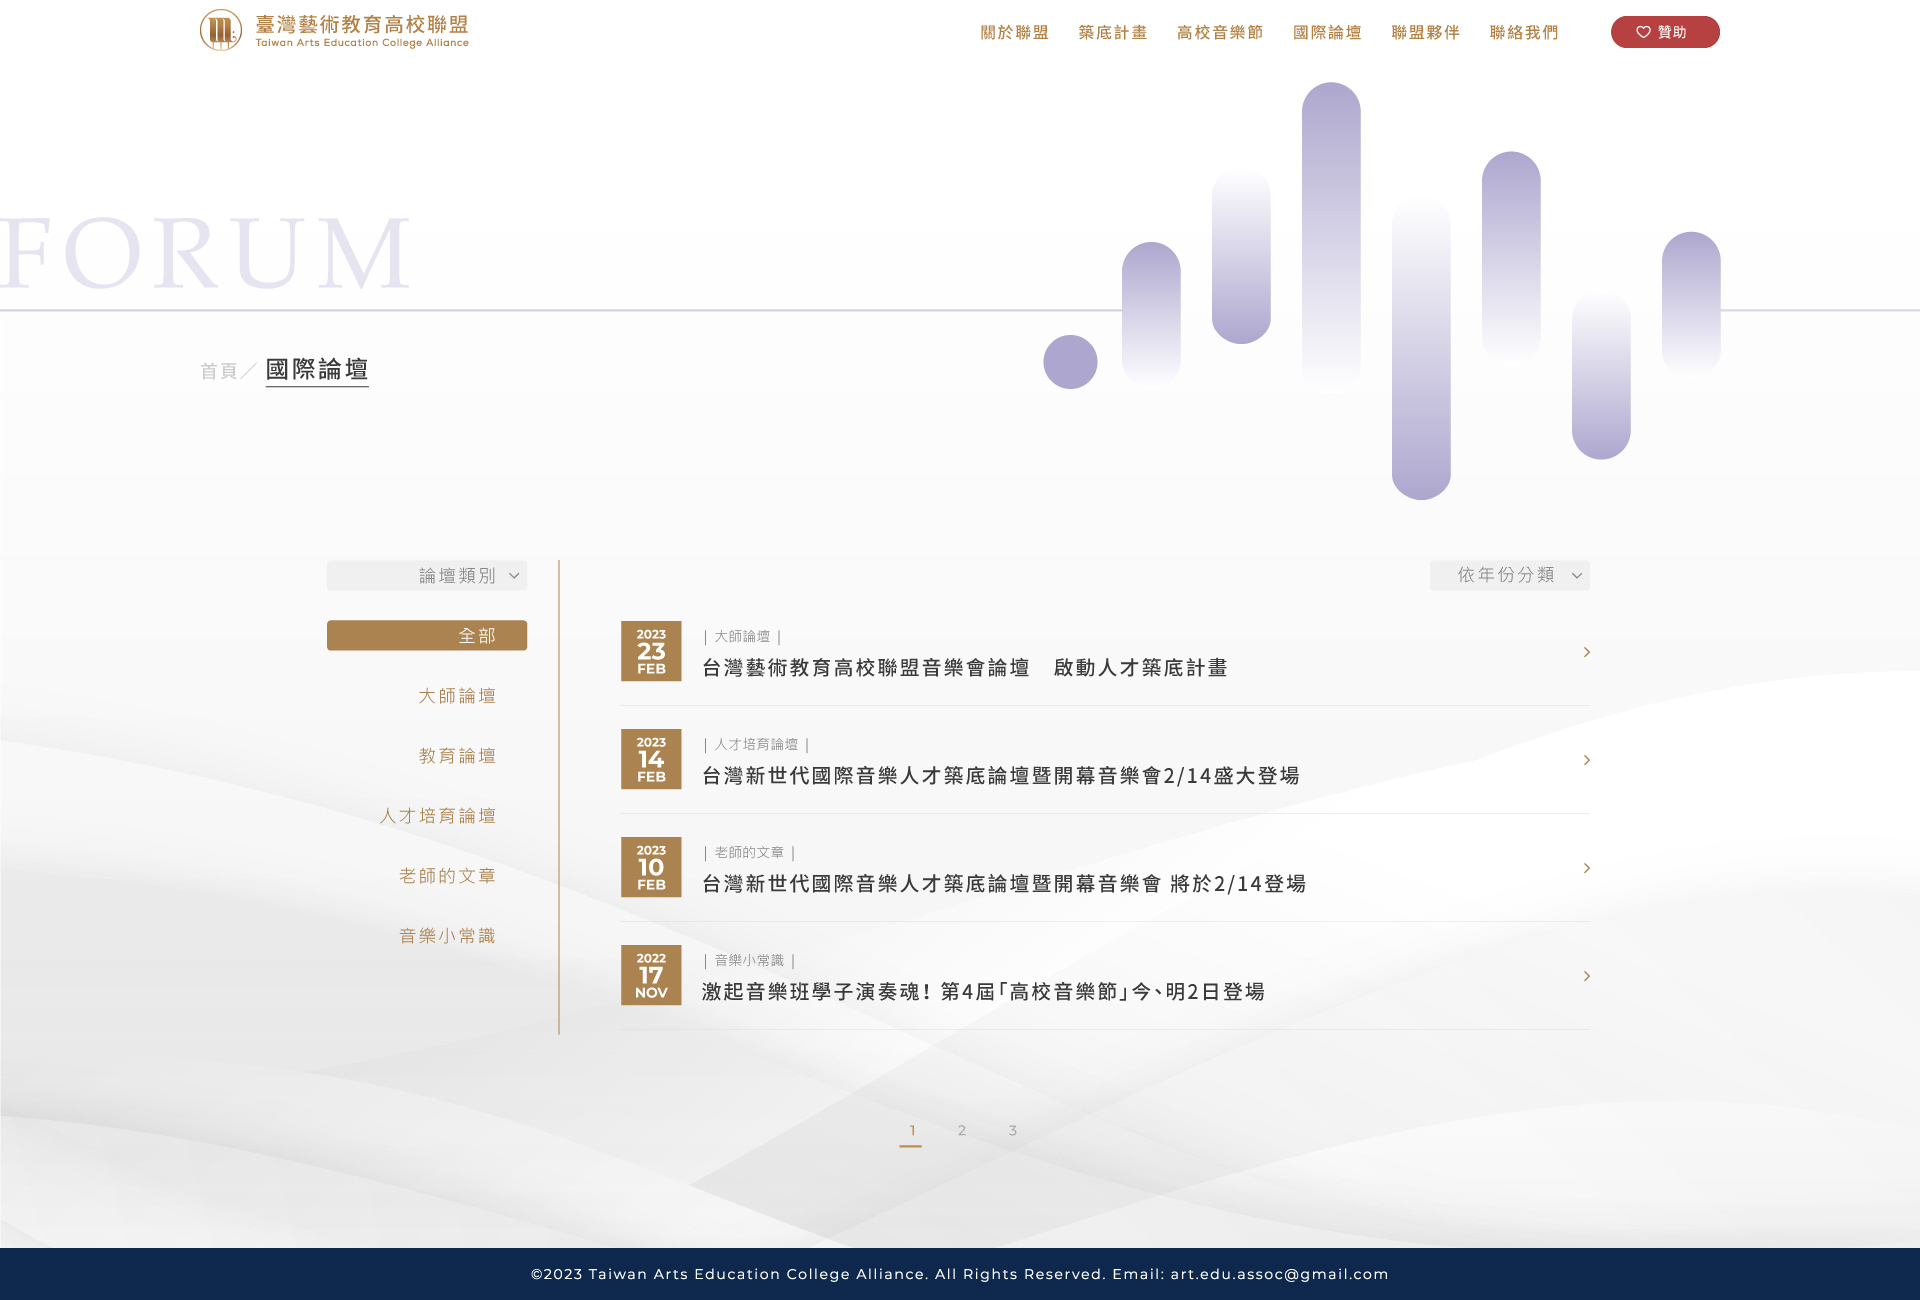 臺灣藝術教育高校聯盟
Taiwan Arts Education College Alliance
關於聯盟 築底計畫 高校音樂節 國際論壇 聯盟夥伴 聯絡我們 贊助
FORUM
首頁／ 國際論壇
論壇類別
全部
大師論壇
教育論壇
人才培育論壇
老師的文章
音樂小常識
依年份分類
2023
23
FEB
| 大師論壇 |
台灣藝術教育高校聯盟音樂會論壇　啟動人才築底計畫
2023
14
FEB
| 人才培育論壇 |
台灣新世代國際音樂人才築底論壇暨開幕音樂會2/14盛大登場
2023
10
FEB
| 老師的文章 |
台灣新世代國際音樂人才築底論壇暨開幕音樂會 將於2/14登場
2022
17
NOV
| 音樂小常識 |
激起音樂班學子演奏魂！ 第4屆「高校音樂節」今、明2日登場
1 2 3
©2023 Taiwan Arts Education College Alliance. All Rights Reserved. Email: art.edu.assoc@gmail.com